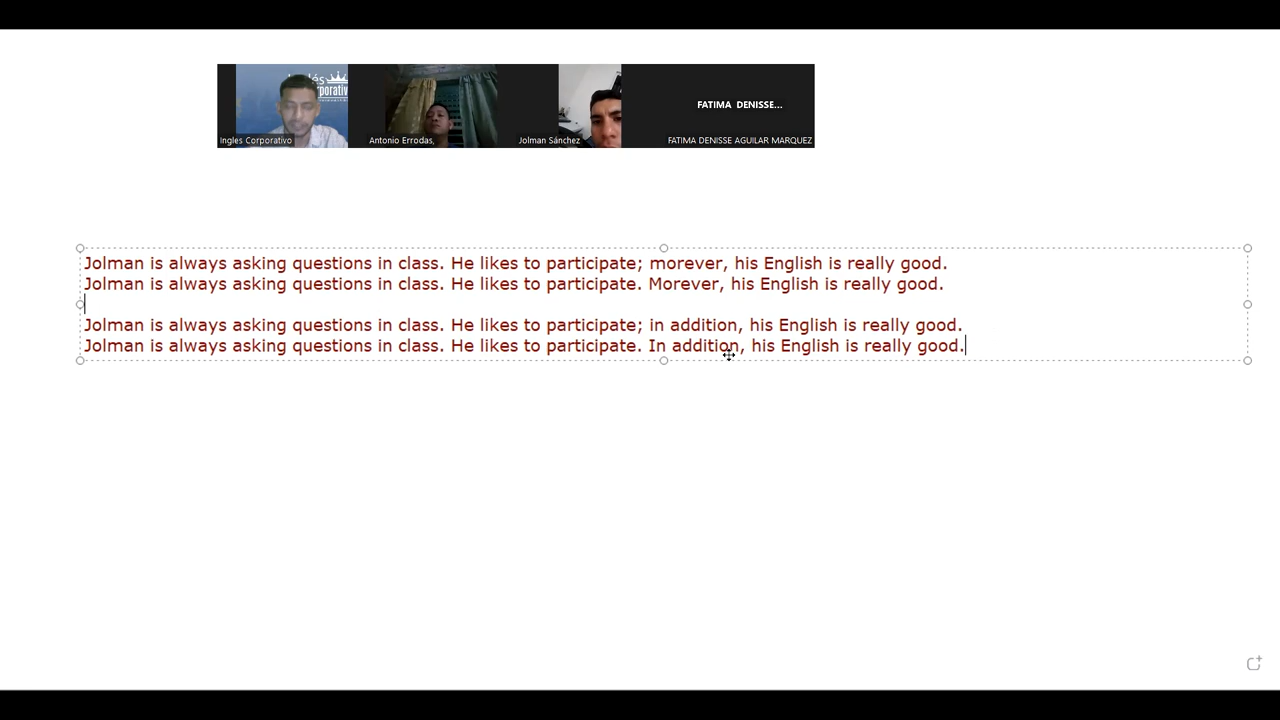 Inglés
Corporativo
FATIMA DENISSE...
Ingles Corporativo
Antonio Errodas,
Jolman Sánchez
FATIMA DENISSE AGUILAR MARQUEZ
Jolman is always asking questions in class. He likes to participate; morever, his English is really good.
Jolman is always asking questions in class. He likes to participate. Morever, his English is really good.
Jolman is always asking questions in class. He likes to participate; in addition, his English is really good.
Jolman is always asking questions in class. He likes to participate. In addition, his English is really good.